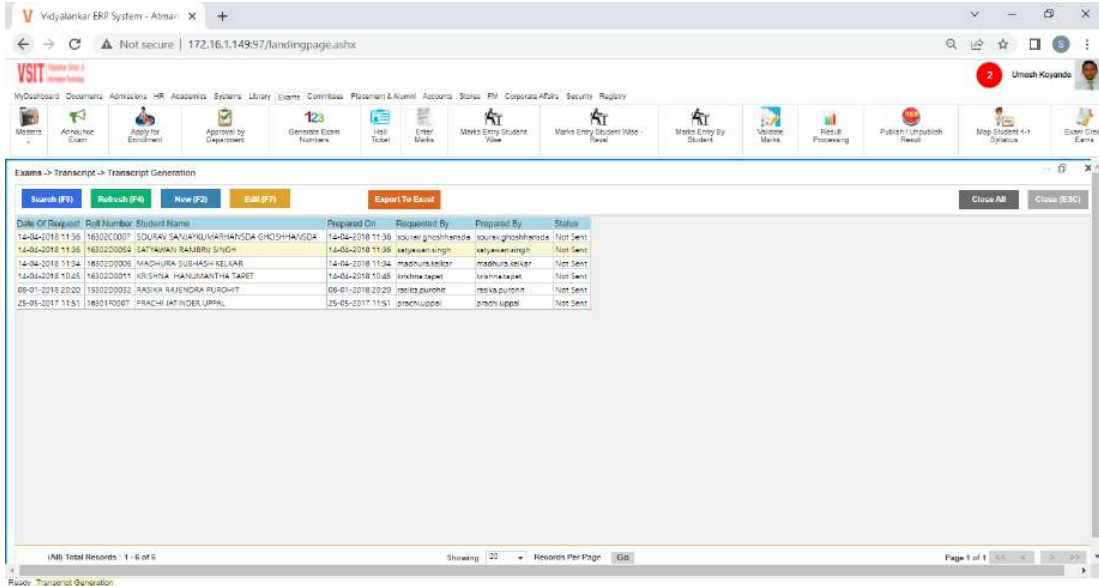 Vidyalankar ERP System - Atman
Not secure | 172.16.1.149:97/landingpage.ashx
S
VSIT
2 Umesh Koyande
MyDashboard Documents Admissions HR Academics Systems Library Exams Committees Placement & Alumni Accounts Stores FM Corporate Affairs Security Registry
Masters Announce Exam Apply for Enrollment Approval by Department 123 Generate Exam Numbers Hall Ticket Enter Marks Marks Entry Student Wise Marks Entry Student Wise - Reval Marks Entry By Student Validate Marks Result Processing Publish / Unpublish Result Map Student <-> Syllabus
Exams -> Transcript -> Transcript Generation
Search (F8) Refresh (F4) New (F2) Edit (F7) Export To Excel Close All Close (ESC)
Date Of Request Roll Number Student Name Prepared On Requested By Prepared By Status
14-04-2018 11:36 16302C0007 SOURAV SANJAYKUMARHANSDA GHOSHHANSDA 14-04-2018 11:36 sourav.ghoshhansda sourav.ghoshhansda Not Sent
14-04-2018 11:36 16302D0059 SATYAWAN RAMBRIJ SINGH 14-04-2018 11:36 satyawan.singh satyawan.singh Not Sent
14-04-2018 11:34 MADHURA SUBHASH KELKAR 14-04-2018 11:34 madhura.kelkar madhura.kelkar Not Sent
14-04-2018 10:45 16302D0011 KRISHNA HANUMANTHA TAPET 14-04-2018 10:45 krishna.tapet krishna.tapet Not Sent
08-01-2018 20:20 15302D0032 RASIKA RAJENDRA PUROHIT 08-01-2018 20:20 rasika.purohit rasika.purohit Not Sent
25-05-2017 11:51 PRACHI JATINDER UPPAL 25-05-2017 11:51 prachi.uppal prachi.uppal Not Sent
(All) Total Records : 1 - 6 of 6 Showing 20 Records Per Page Go Page 1 of 1 << < > >>
Ready Transcript Generation